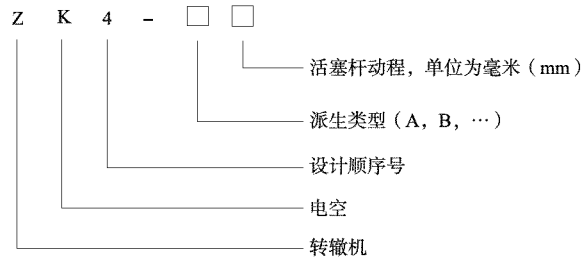 Z K 4 - □ □
活塞杆动程，单位为毫米（mm）
派生类型（A，B，…）
设计顺序号
电空
转辙机